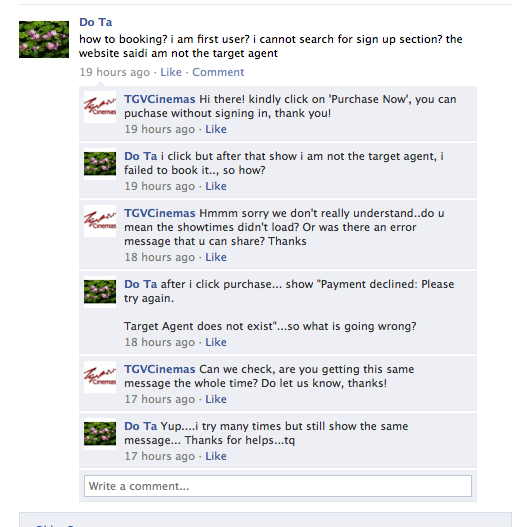 Do Ta
how to booking? i am first user? i cannot search for sign up section? the
website saidi am not the target agent
19 hours ago · Like · Comment
TGVCinemas Hi there! kindly click on 'Purchase Now', you can
puchase without signing in, thank you!
19 hours ago · Like
Do Ta i click but after that show i am not the target agent, i
failed to book it.., so how?
19 hours ago · Like
TGVCinemas Hmmm sorry we don't really understand..do u
mean the showtimes didn't load? Or was there an error
message that u can share? Thanks
18 hours ago · Like
Do Ta after i click purchase... show "Payment declined: Please
try again.
Target Agent does not exist"...so what is going wrong?
18 hours ago · Like
TGVCinemas Can we check, are you getting this same
message the whole time? Do let us know, thanks!
17 hours ago · Like
Do Ta Yup....i try many times but still show the same
message... Thanks for helps...tq
17 hours ago · Like
Write a comment...